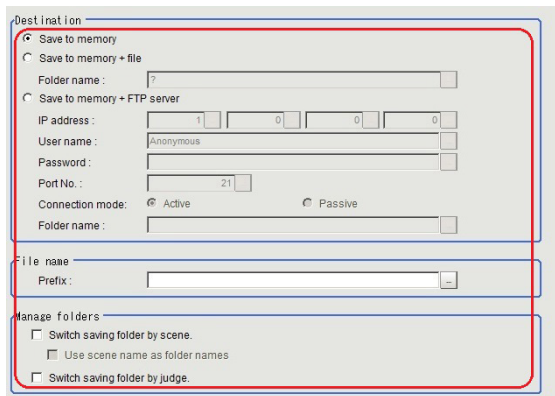 Destination
Save to memory
Save to memory + file
Folder name :
?
Save to memory + FTP server
IP address :
1
0
0
0
User name :
Anonymous
Password :
Port No. :
21
Connection mode:
Active
Passive
Folder name :
File name
Prefix :
...
Manage folders
Switch saving folder by scene.
Use scene name as folder names
Switch saving folder by judge.